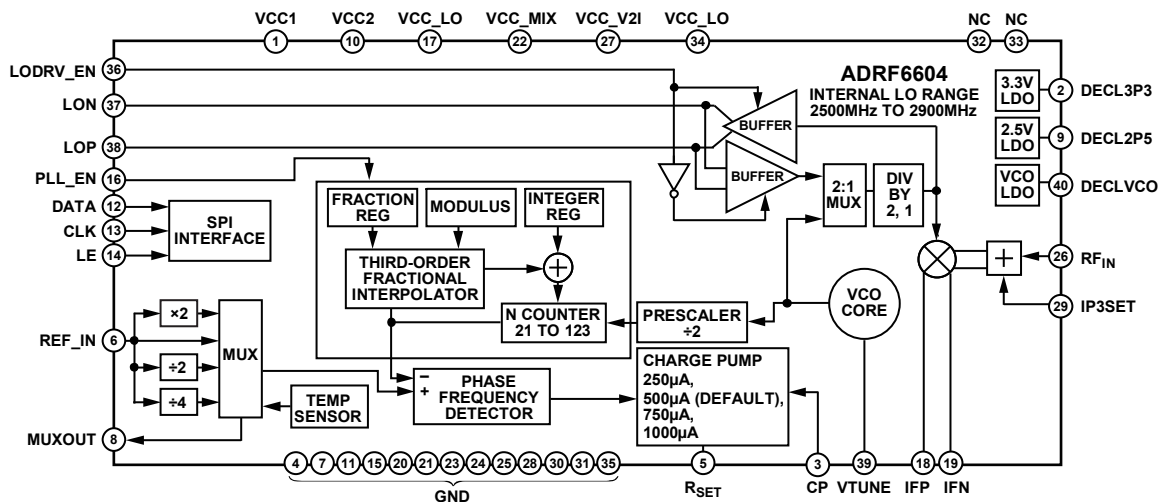 VCC1 VCC2 VCC_LO VCC_MIX VCC_V2I VCC_LO NC NC
1 10 17 22 27 34 32 33
LODRV_EN 36
LON 37
LOP 38
PLL_EN 16
DATA 12
CLK 13
LE 14
SPI
INTERFACE
REF_IN 6
×2
÷2
÷4
MUX
TEMP
SENSOR
MUXOUT 8
FRACTION
REG
MODULUS
INTEGER
REG
THIRD-ORDER
FRACTIONAL
INTERPOLATOR
+
N COUNTER
21 TO 123
PRESCALER
÷2
− 
+
PHASE
FREQUENCY
DETECTOR
CHARGE PUMP
250µA,
500µA (DEFAULT),
750µA,
1000µA
BUFFER
BUFFER
ADRF6604
INTERNAL LO RANGE
2500MHz TO 2900MHz
2:1
MUX
DIV
BY
2, 1
VCO
CORE
+
3.3V
LDO
2 DECL3P3
2.5V
LDO
9 DECL2P5
VCO
LDO
40 DECLVCO
26 RFIN
29 IP3SET
4 7 11 15 20 21 23 24 25 28 30 31 35
GND
5 3 39 18 19
RSET CP VTUNE IFP IFN